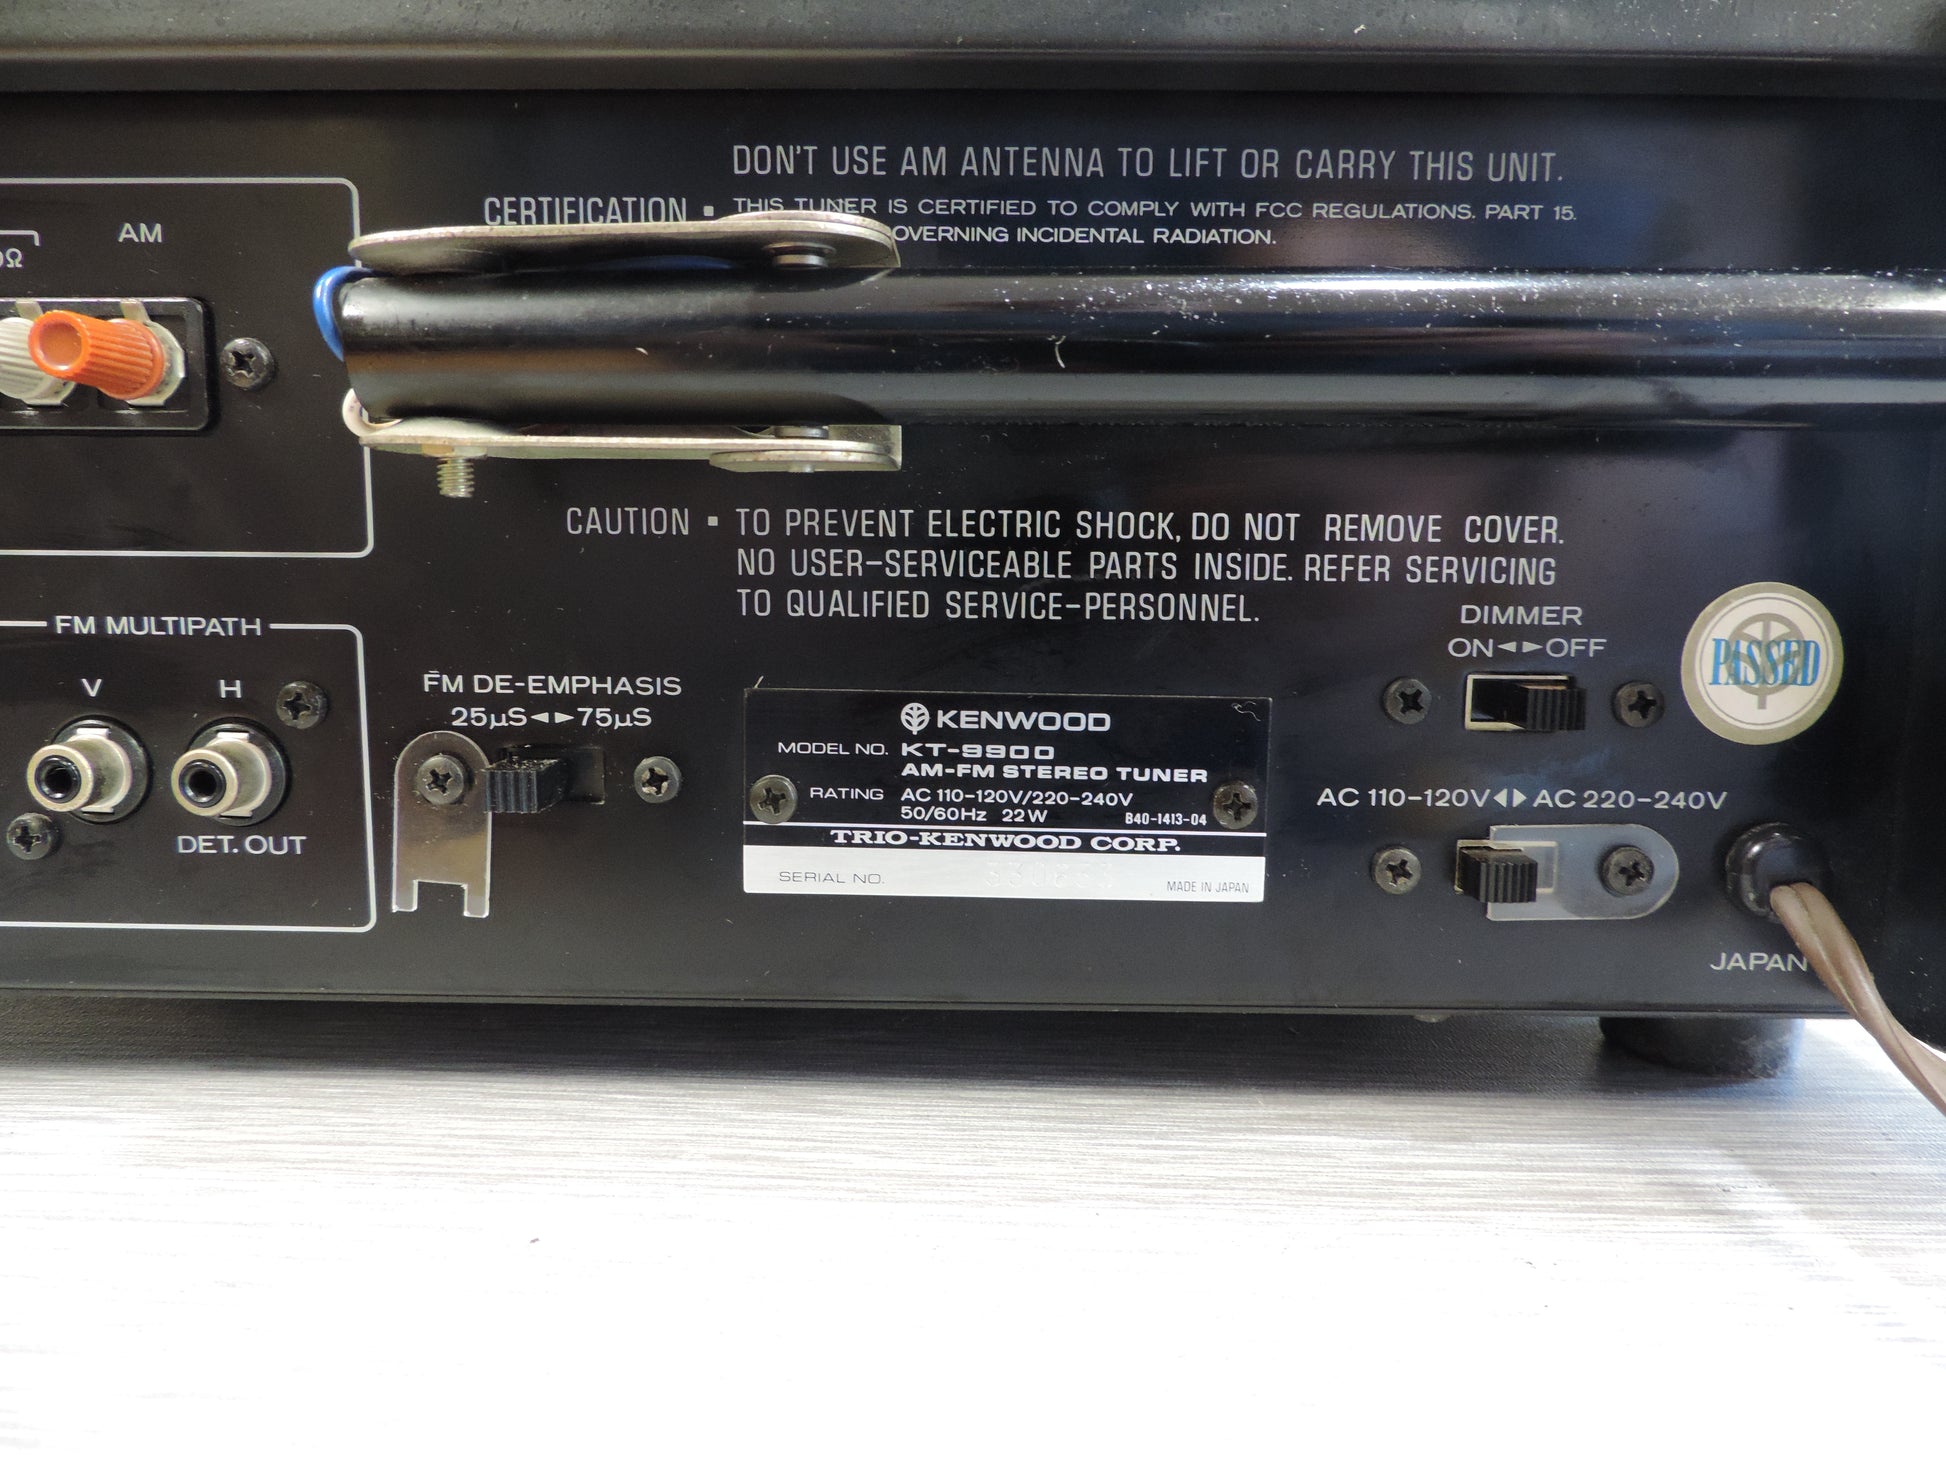 DON'T USE AM ANTENNA TO LIFT OR CARRY THIS UNIT.
CERTIFICATION ▪ THIS TUNER IS CERTIFIED TO COMPLY WITH FCC REGULATIONS. PART 15.
INCIDENTAL RADIATION.
AM
Ω
CAUTION ▪ TO PREVENT ELECTRIC SHOCK, DO NOT REMOVE COVER.
NO USER-SERVICEABLE PARTS INSIDE. REFER SERVICING
TO QUALIFIED SERVICE-PERSONNEL.
FM MULTIPATH
V H
DET. OUT
FM DE-EMPHASIS
25µS◄►75µS
KENWOOD
MODEL NO. KT-9900
AM-FM STEREO TUNER
RATING AC 110-120V/220-240V
50/60Hz 22W B40-1413-04
TRIO-KENWOOD CORP.
SERIAL NO.
MADE IN JAPAN
DIMMER
ON◄►OFF
PASSED
AC 110-120V◄►AC 220-240V
JAPAN